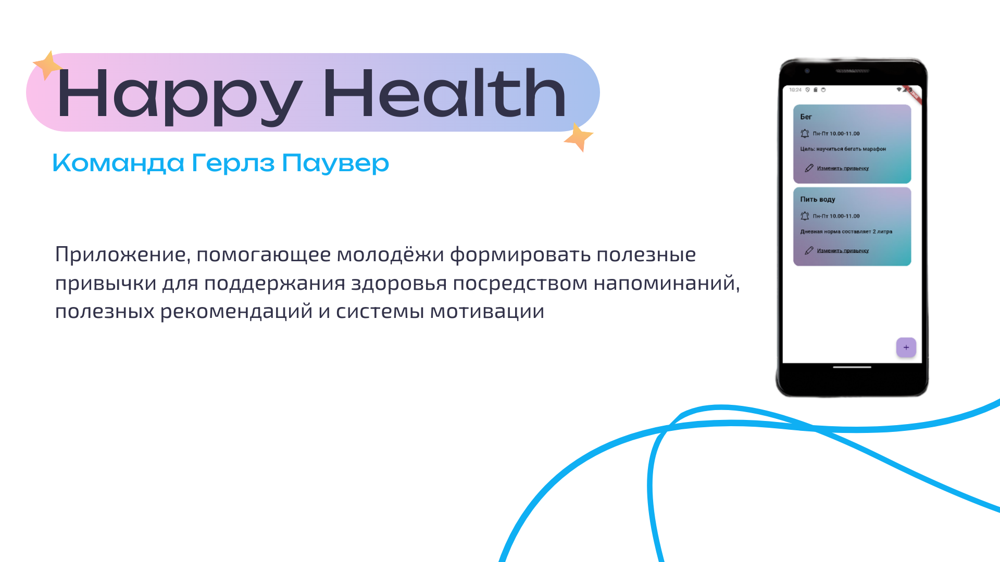 Happy Health
Команда Герлз Паувер
Приложение, помогающее молодёжи формировать полезные
привычки для поддержания здоровья посредством напоминаний,
полезных рекомендаций и системы мотивации
10:24
Бег
Пн-Пт 10.00-11.00
Цель: научиться бегать марафон
Изменить привычку
Пить воду
Пн-Пт 10.00-11.00
Дневная норма составляет 2 литра
Изменить привычку
+